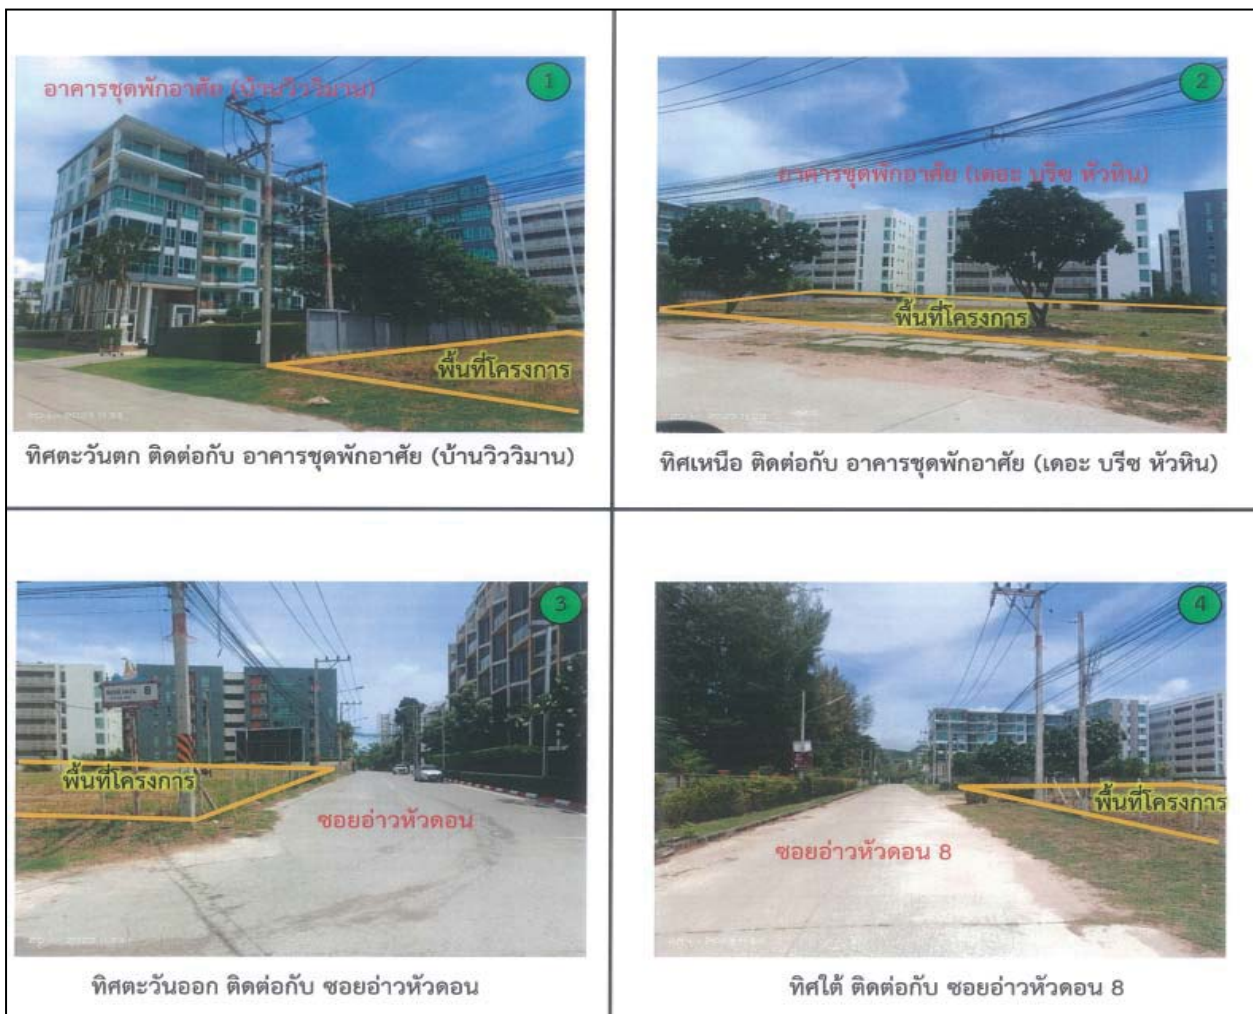 อาคารชุดพักอาศัย (บ้านวิววิมาน)
1
พื้นที่โครงการ
ทิศตะวันตก ติดต่อกับ อาคารชุดพักอาศัย (บ้านวิววิมาน)
2
อาคารชุดพักอาศัย (เดอะ บรีซ หัวหิน)
พื้นที่โครงการ
ทิศเหนือ ติดต่อกับ อาคารชุดพักอาศัย (เดอะ บรีซ หัวหิน)
3
8
พื้นที่โครงการ
ซอยอ่าวหัวดอน
ทิศตะวันออก ติดต่อกับ ซอยอ่าวหัวดอน
4
พื้นที่โครงการ
ซอยอ่าวหัวดอน 8
ทิศใต้ ติดต่อกับ ซอยอ่าวหัวดอน 8